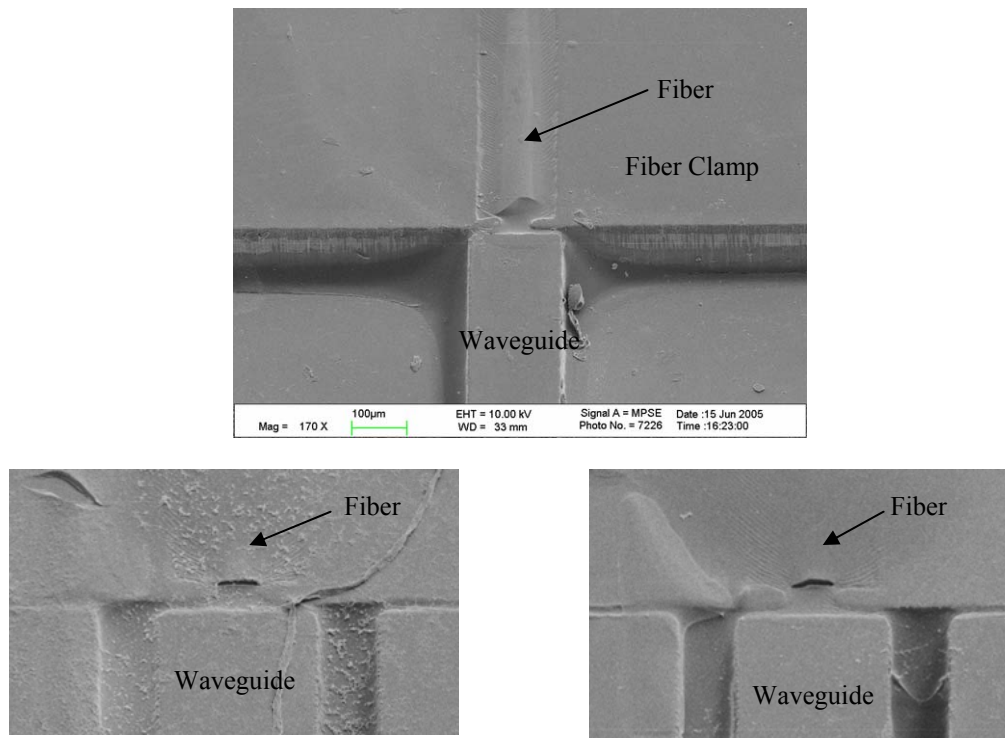 Fiber
Fiber Clamp
Waveguide
100µm
Mag = 170 X
EHT = 10.00 kV
WD = 33 mm
Signal A = MPSE
Photo No. = 7226
Date :15 Jun 2005
Time :16:23:00
Fiber
Waveguide
Fiber
Waveguide